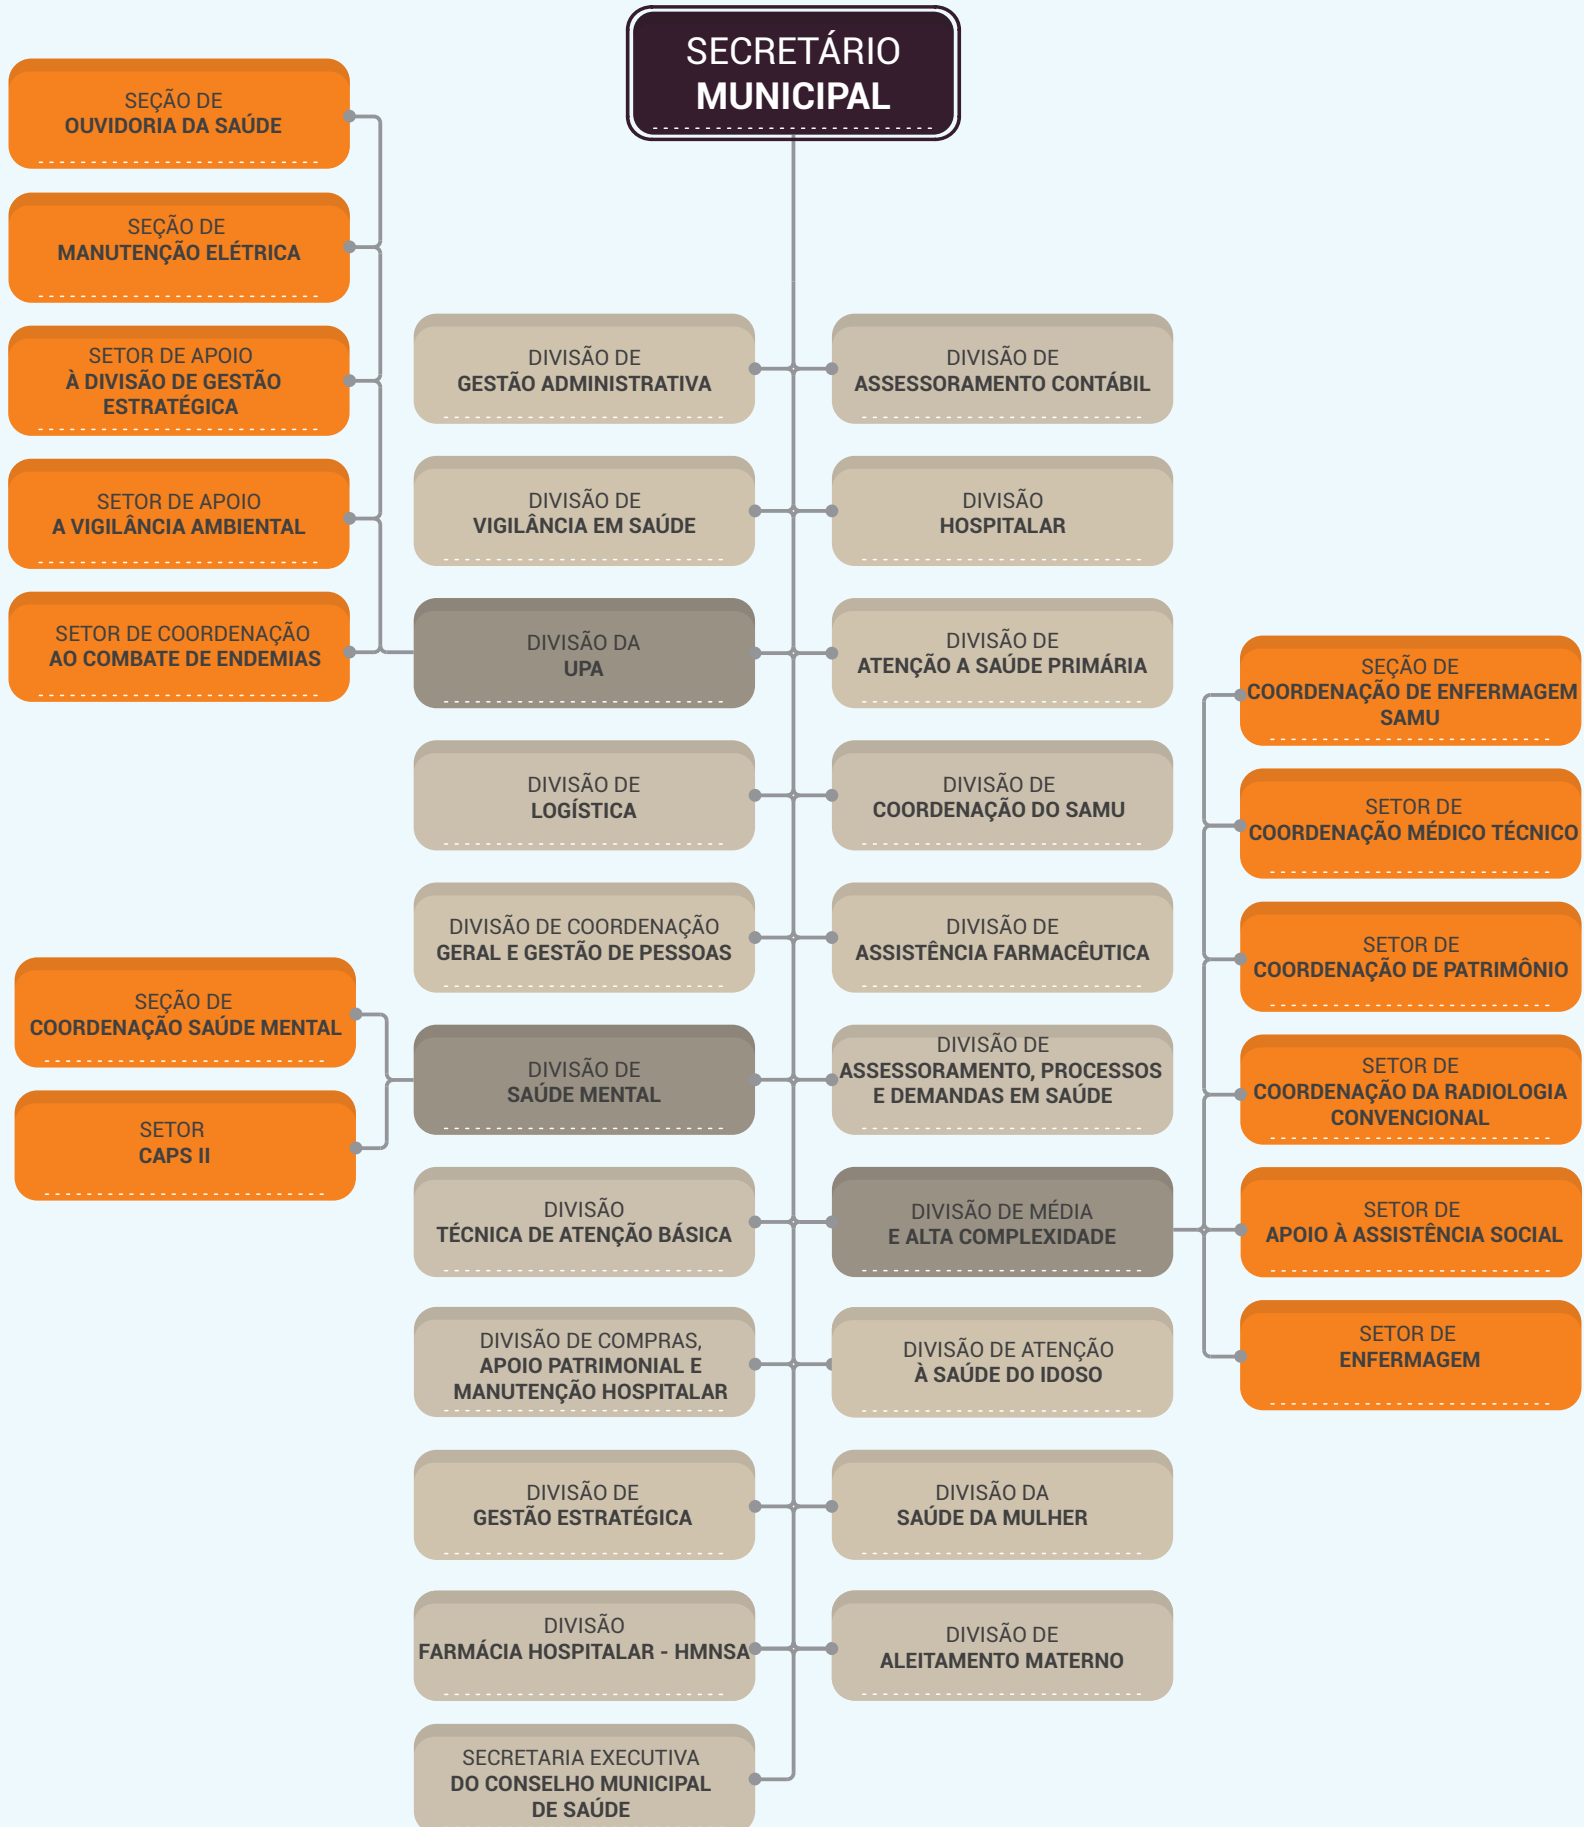 SECRETÁRIO
MUNICIPAL
SEÇÃO DE
OUVIDORIA DA SAÚDE
SEÇÃO DE
MANUTENÇÃO ELÉTRICA
SETOR DE APOIO
À DIVISÃO DE GESTÃO
ESTRATÉGICA
SETOR DE APOIO
A VIGILÂNCIA AMBIENTAL
SETOR DE COORDENAÇÃO
AO COMBATE DE ENDEMIAS
SEÇÃO DE
COORDENAÇÃO SAÚDE MENTAL
SETOR
CAPS II
DIVISÃO DE
GESTÃO ADMINISTRATIVA
DIVISÃO DE
VIGILÂNCIA EM SAÚDE
DIVISÃO DA
UPA
DIVISÃO DE
LOGÍSTICA
DIVISÃO DE COORDENAÇÃO
GERAL E GESTÃO DE PESSOAS
DIVISÃO DE
SAÚDE MENTAL
DIVISÃO
TÉCNICA DE ATENÇÃO BÁSICA
DIVISÃO DE COMPRAS,
APOIO PATRIMONIAL E
MANUTENÇÃO HOSPITALAR
DIVISÃO DE
GESTÃO ESTRATÉGICA
DIVISÃO
FARMÁCIA HOSPITALAR - HMNSA
SECRETARIA EXECUTIVA
DO CONSELHO MUNICIPAL
DE SAÚDE
DIVISÃO DE
ASSESSORAMENTO CONTÁBIL
DIVISÃO
HOSPITALAR
DIVISÃO DE
ATENÇÃO A SAÚDE PRIMÁRIA
DIVISÃO DE
COORDENAÇÃO DO SAMU
DIVISÃO DE
ASSISTÊNCIA FARMACÊUTICA
DIVISÃO DE
ASSESSORAMENTO, PROCESSOS
E DEMANDAS EM SAÚDE
DIVISÃO DE MÉDIA
E ALTA COMPLEXIDADE
DIVISÃO DE ATENÇÃO
À SAÚDE DO IDOSO
DIVISÃO DA
SAÚDE DA MULHER
DIVISÃO DE
ALEITAMENTO MATERNO
SEÇÃO DE
COORDENAÇÃO DE ENFERMAGEM
SAMU
SETOR DE
COORDENAÇÃO MÉDICO TÉCNICO
SETOR DE
COORDENAÇÃO DE PATRIMÔNIO
SETOR DE
COORDENAÇÃO DA RADIOLOGIA
CONVENCIONAL
SETOR DE
APOIO À ASSISTÊNCIA SOCIAL
SETOR DE
ENFERMAGEM